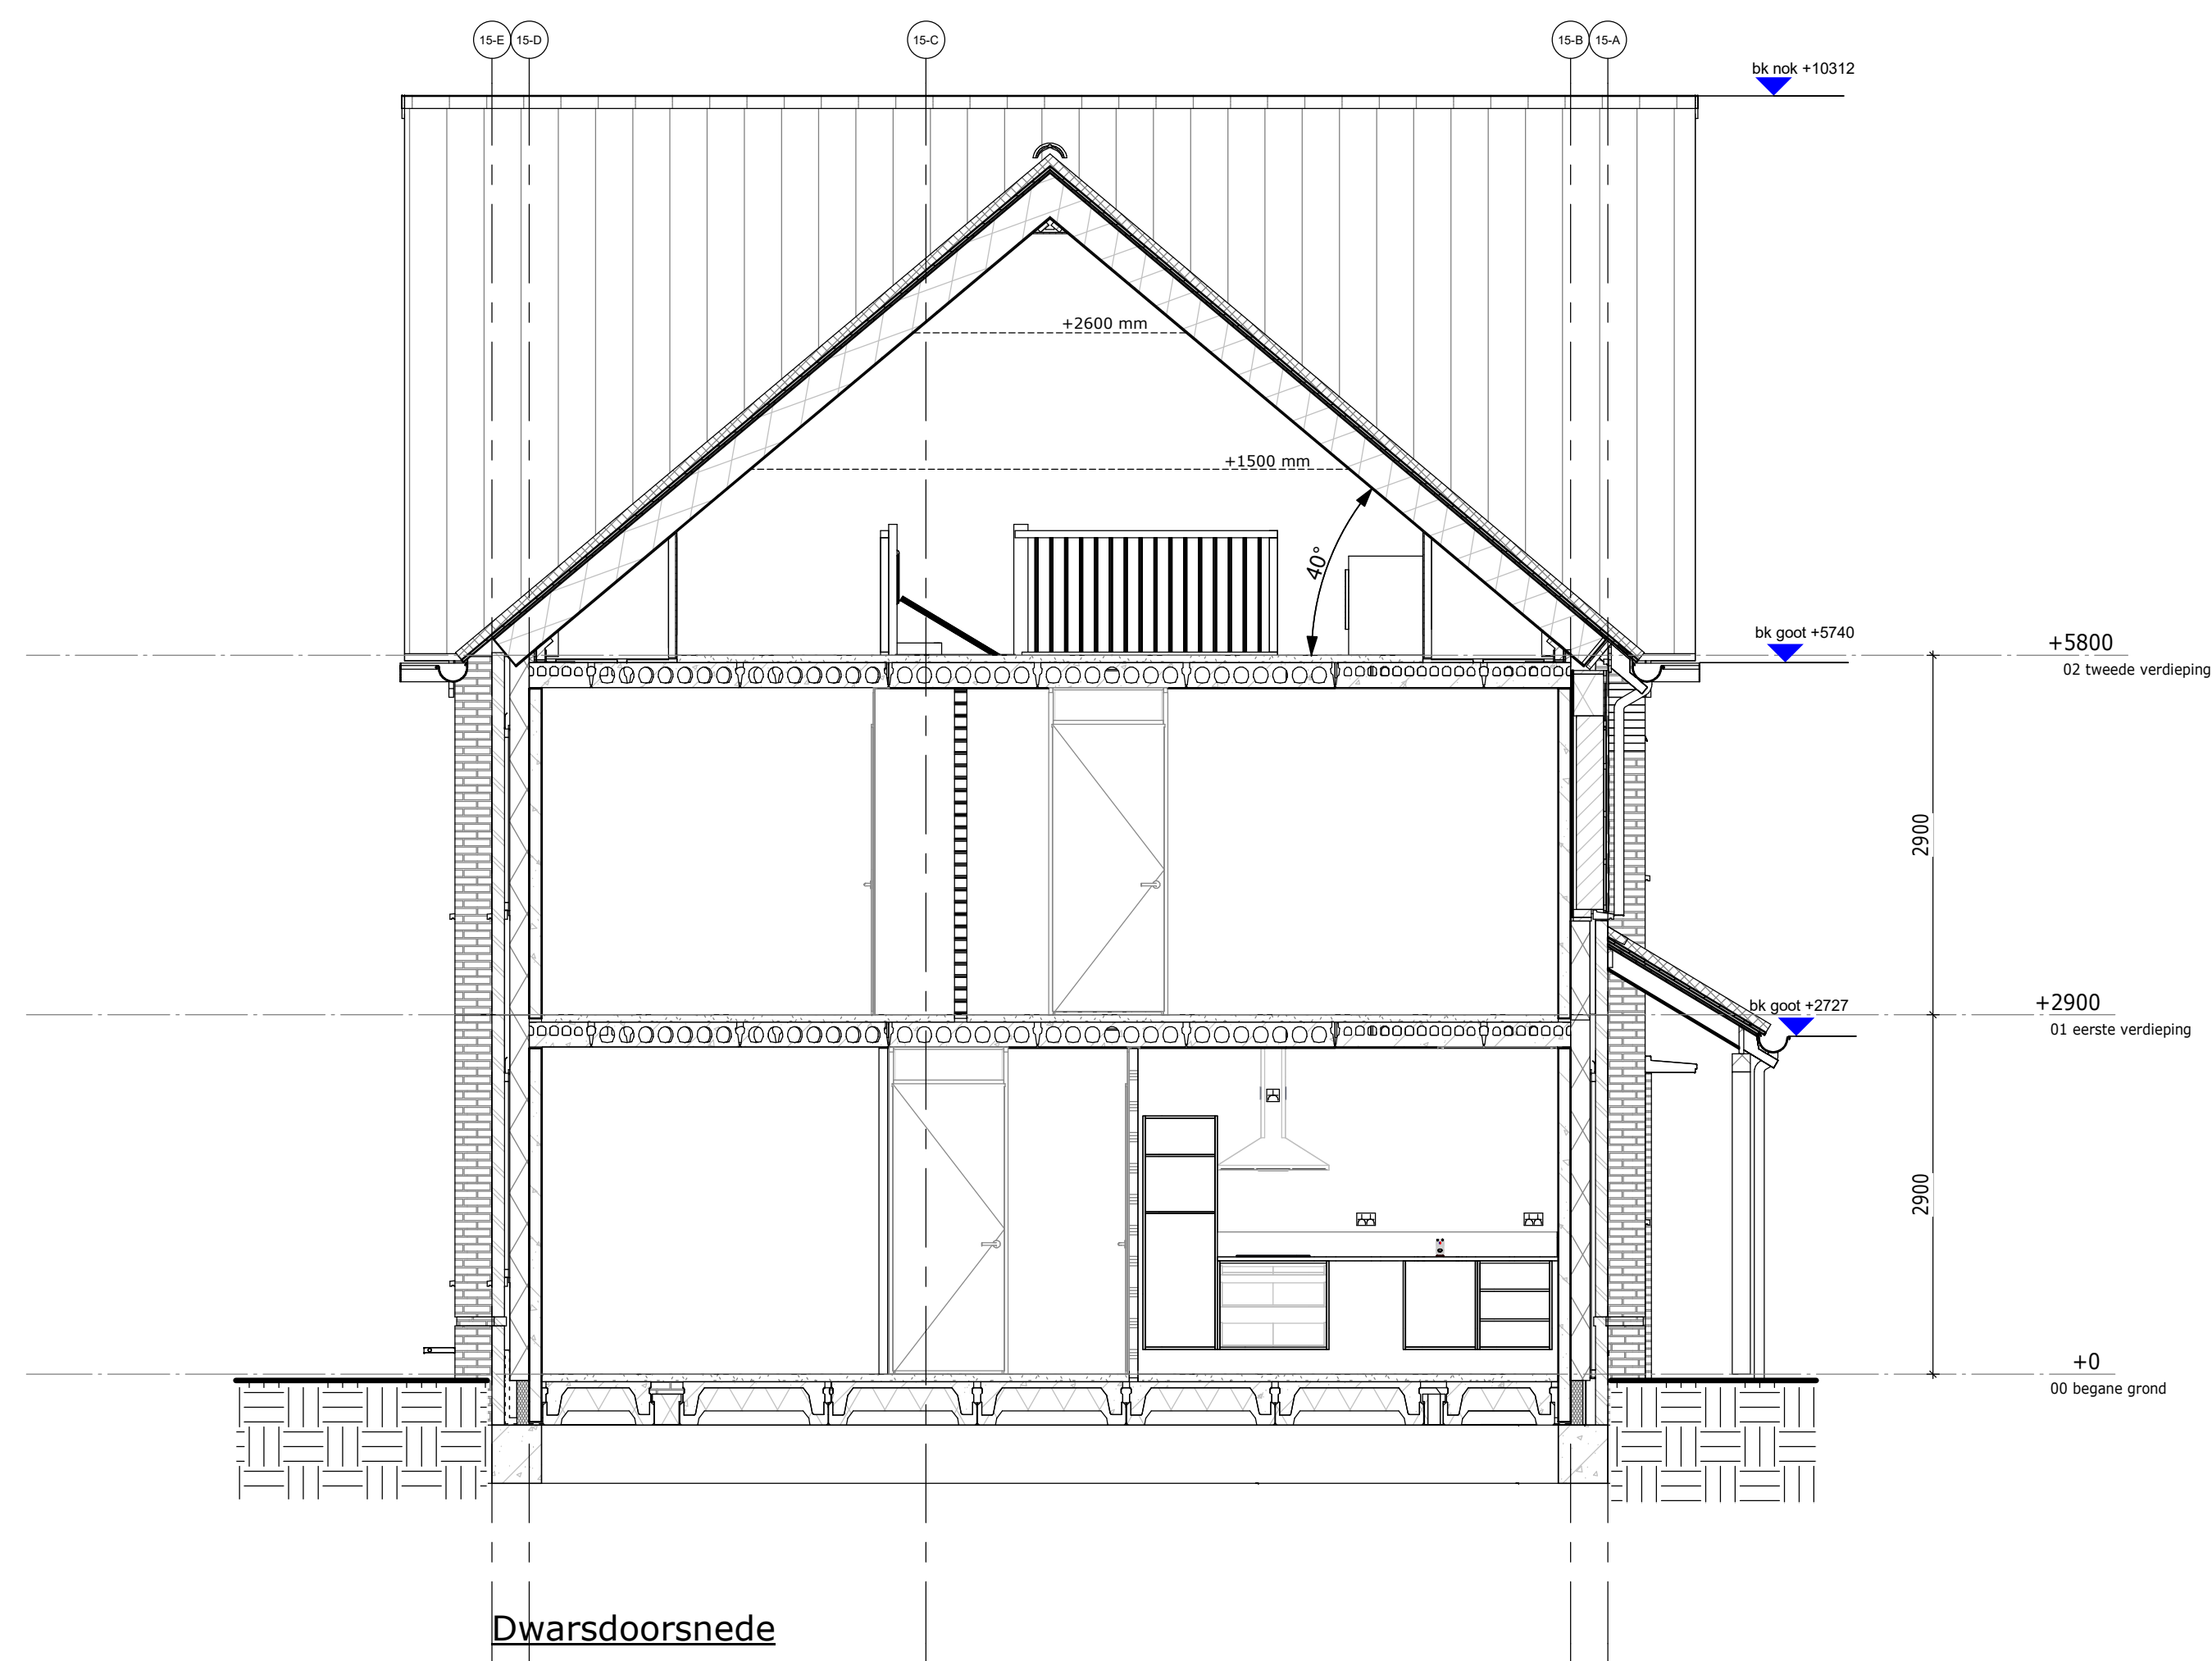 15-E 15-D 15-C 15-B 15-A
bk nok +10312
+2600 mm
+1500 mm
40°
bk goot +5740
+5800
02 tweede verdieping
2900
bk goot +2727
+2900
01 eerste verdieping
2900
+0
00 begane grond
Dwarsdoorsnede